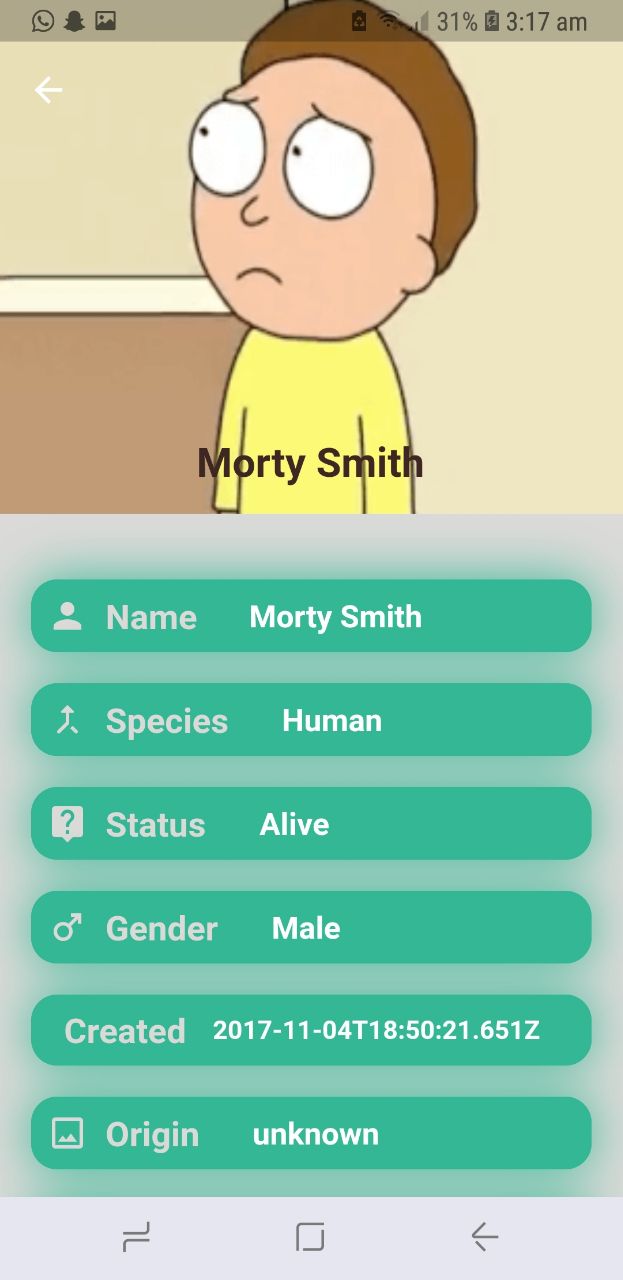 31% 3:17 am
Morty Smith
Name Morty Smith
Species Human
Status Alive
Gender Male
Created 2017-11-04T18:50:21.651Z
Origin unknown